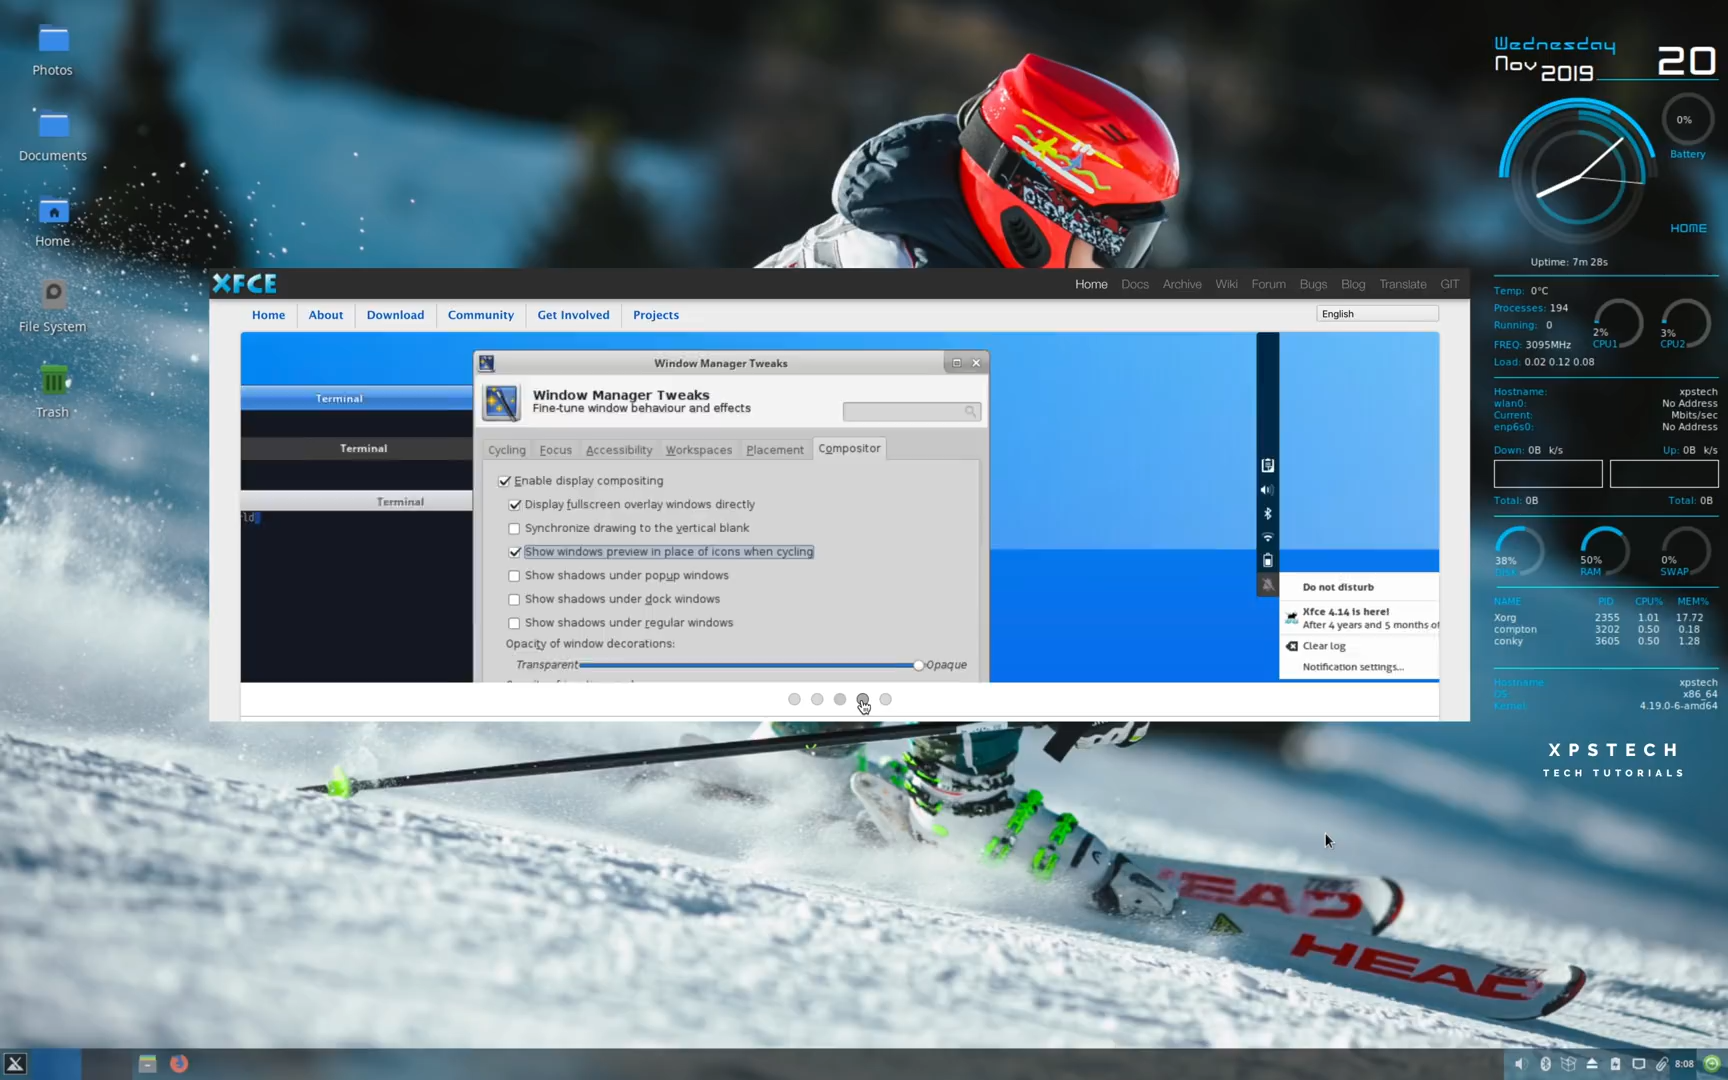 Photos
Documents
Home
File System
Trash
Wednesday
Nov 2019
20
0%
Battery
HOME
Uptime: 7m 28s
Temp: 0°C
Processes: 194
Running: 0
FREQ: 3095MHz
Load: 0.02 0.12 0.08
2%
CPU1
3%
CPU2
Hostname: xpstech
wlan0: No Address
Current: Mbits/sec
enp6s0: No Address
Down: 0B k/s Up: 0B k/s
Total: 0B Total: 0B
38%
50%
RAM
0%
SWAP
NAME PID CPU% MEM%
Xorg 2355 1.01 17.72
compton 3202 0.50 0.18
conky 3605 0.50 1.28
Hostname xpstech
OS: x86_64
Kernel: 4.19.0-6-amd64
XPSTECH
TECH TUTORIALS
XFCE
Home Docs Archive Wiki Forum Bugs Blog Translate GIT
Home About Download Community Get Involved Projects
English
Terminal
Terminal
Terminal
ld
Window Manager Tweaks
Window Manager Tweaks
Fine-tune window behaviour and effects
Cycling Focus Accessibility Workspaces Placement Compositor
Enable display compositing
Display fullscreen overlay windows directly
Synchronize drawing to the vertical blank
Show windows preview in place of icons when cycling
Show shadows under popup windows
Show shadows under dock windows
Show shadows under regular windows
Opacity of window decorations:
Transparent Opaque
Do not disturb
Xfce 4.14 is here!
After 4 years and 5 months of
Clear log
Notification settings...
HEAD
HEAD
8:08